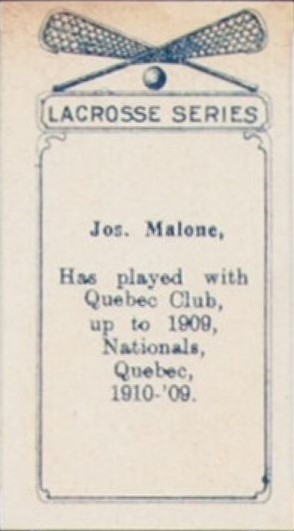 LACROSSE SERIES
Jos. Malone,
Has played with
Quebec Club,
up to 1909,
Nationals,
Quebec,
1910-'09.